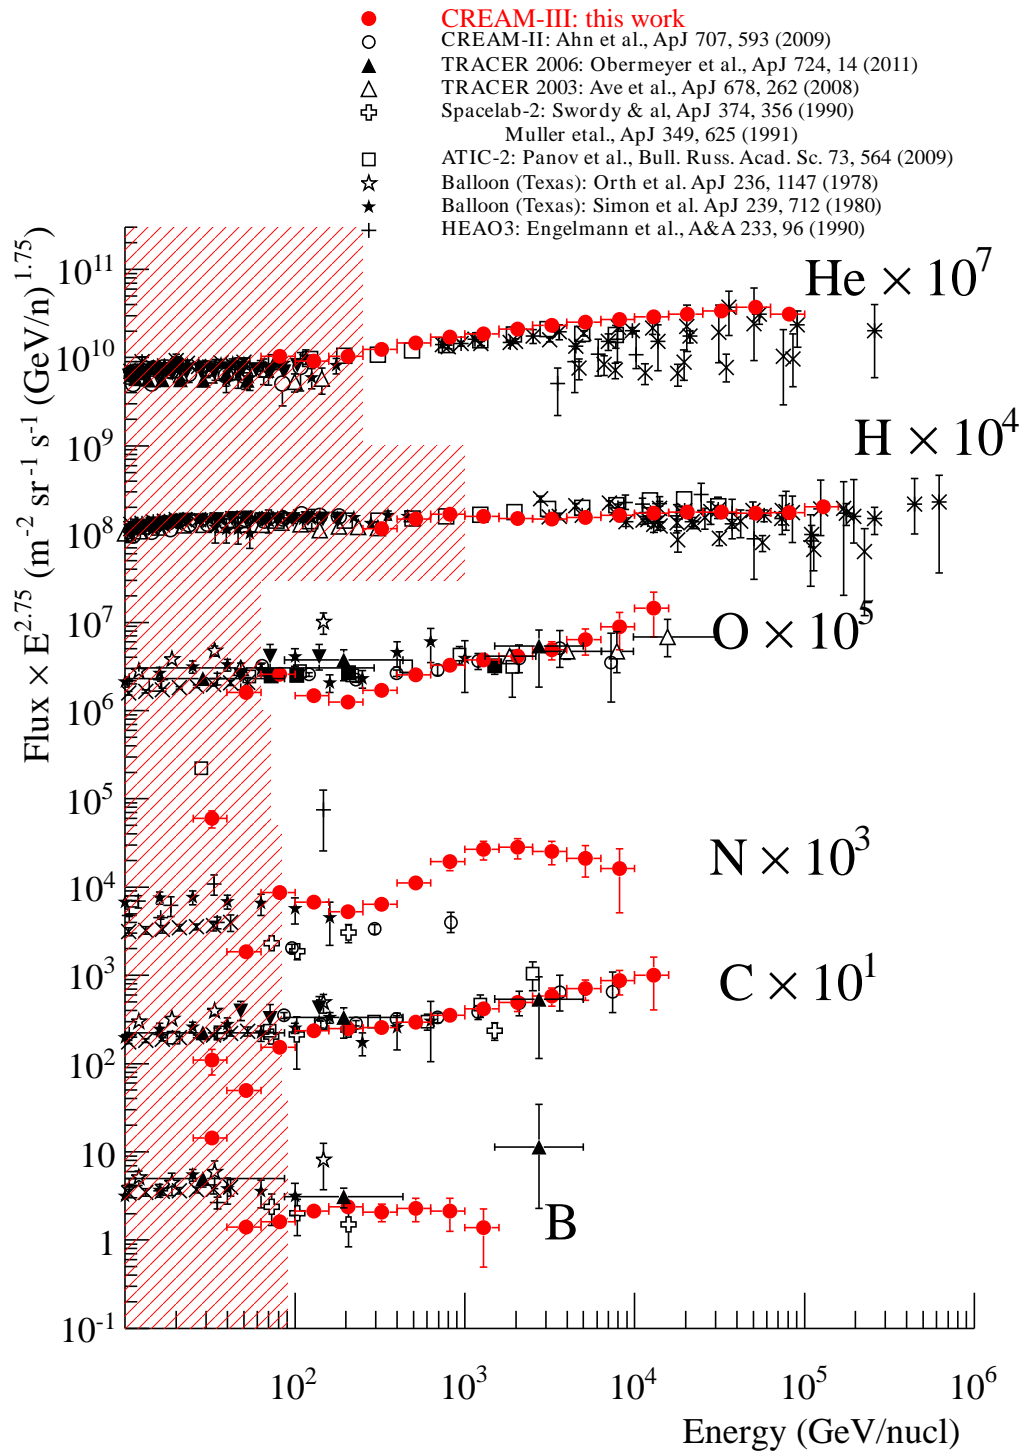 CREAM-III: this work
CREAM-II: Ahn et al., ApJ 707, 593 (2009)
TRACER 2006: Obermeyer et al., ApJ 724, 14 (2011)
TRACER 2003: Ave et al., ApJ 678, 262 (2008)
Spacelab-2: Swordy & al, ApJ 374, 356 (1990)
Muller etal., ApJ 349, 625 (1991)
ATIC-2: Panov et al., Bull. Russ. Acad. Sc. 73, 564 (2009)
Balloon (Texas): Orth et al. ApJ 236, 1147 (1978)
Balloon (Texas): Simon et al. ApJ 239, 712 (1980)
HEAO3: Engelmann et al., A&A 233, 96 (1990)
Flux × E^2.75 (m^-2 sr^-1 s^-1 (GeV/n)^1.75)
10^11
He × 10^7
10^10
10^9
H × 10^4
10^8
10^7
O × 10^5
10^6
10^5
N × 10^3
10^4
10^3
C × 10^1
10^2
10
B
1
10^-1
10^2 10^3 10^4 10^5 10^6
Energy (GeV/nucl)